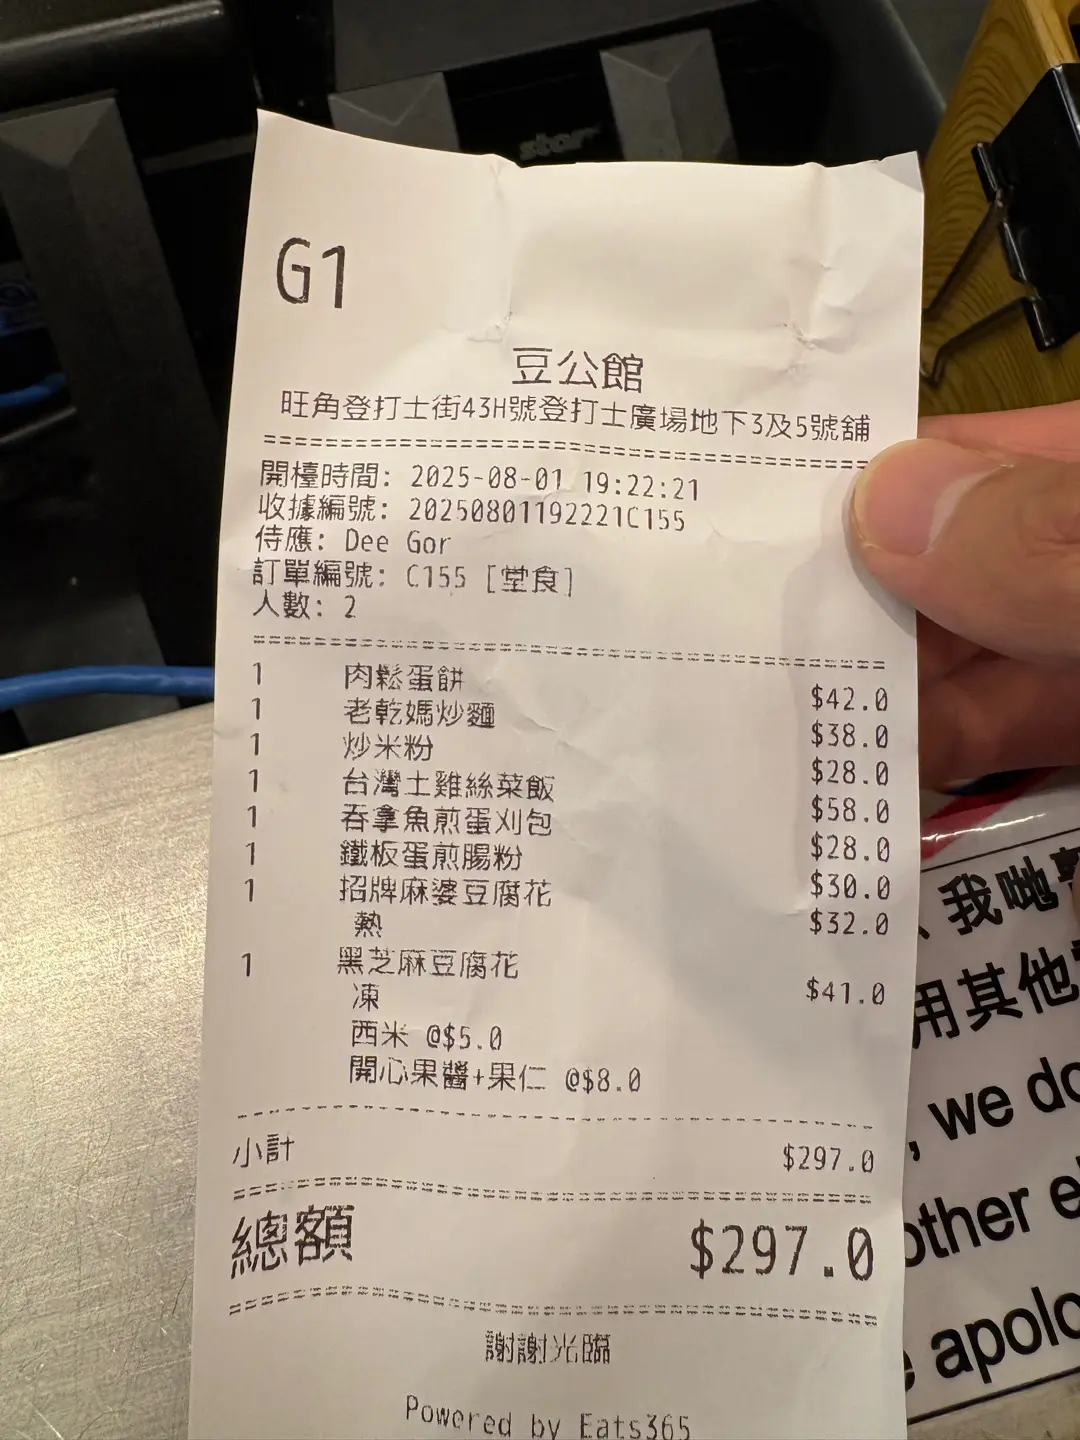 star
G1
豆公館
旺角登打士街43H號登打士廣場地下3及5號舖
開檯時間: 2025-08-01 19:22:21
收據編號: 20250801192221C155
侍應: Dee Gor
訂單編號: C155 [堂食]
人數: 2
1 肉鬆蛋餅 $42.0
1 老乾媽炒麵 $38.0
1 炒米粉 $28.0
1 台灣土雞絲菜飯 $58.0
1 吞拿魚煎蛋刈包 $28.0
1 鐵板蛋煎腸粉 $30.0
1 招牌麻婆豆腐花 $32.0
熱
1 黑芝麻豆腐花 $41.0
凍
西米 @$5.0
開心果醬+果仁 @$8.0
小計 $297.0
總額 $297.0
謝謝光臨
Powered by Eats365
我哋
用其他
, we do
other e
apolo